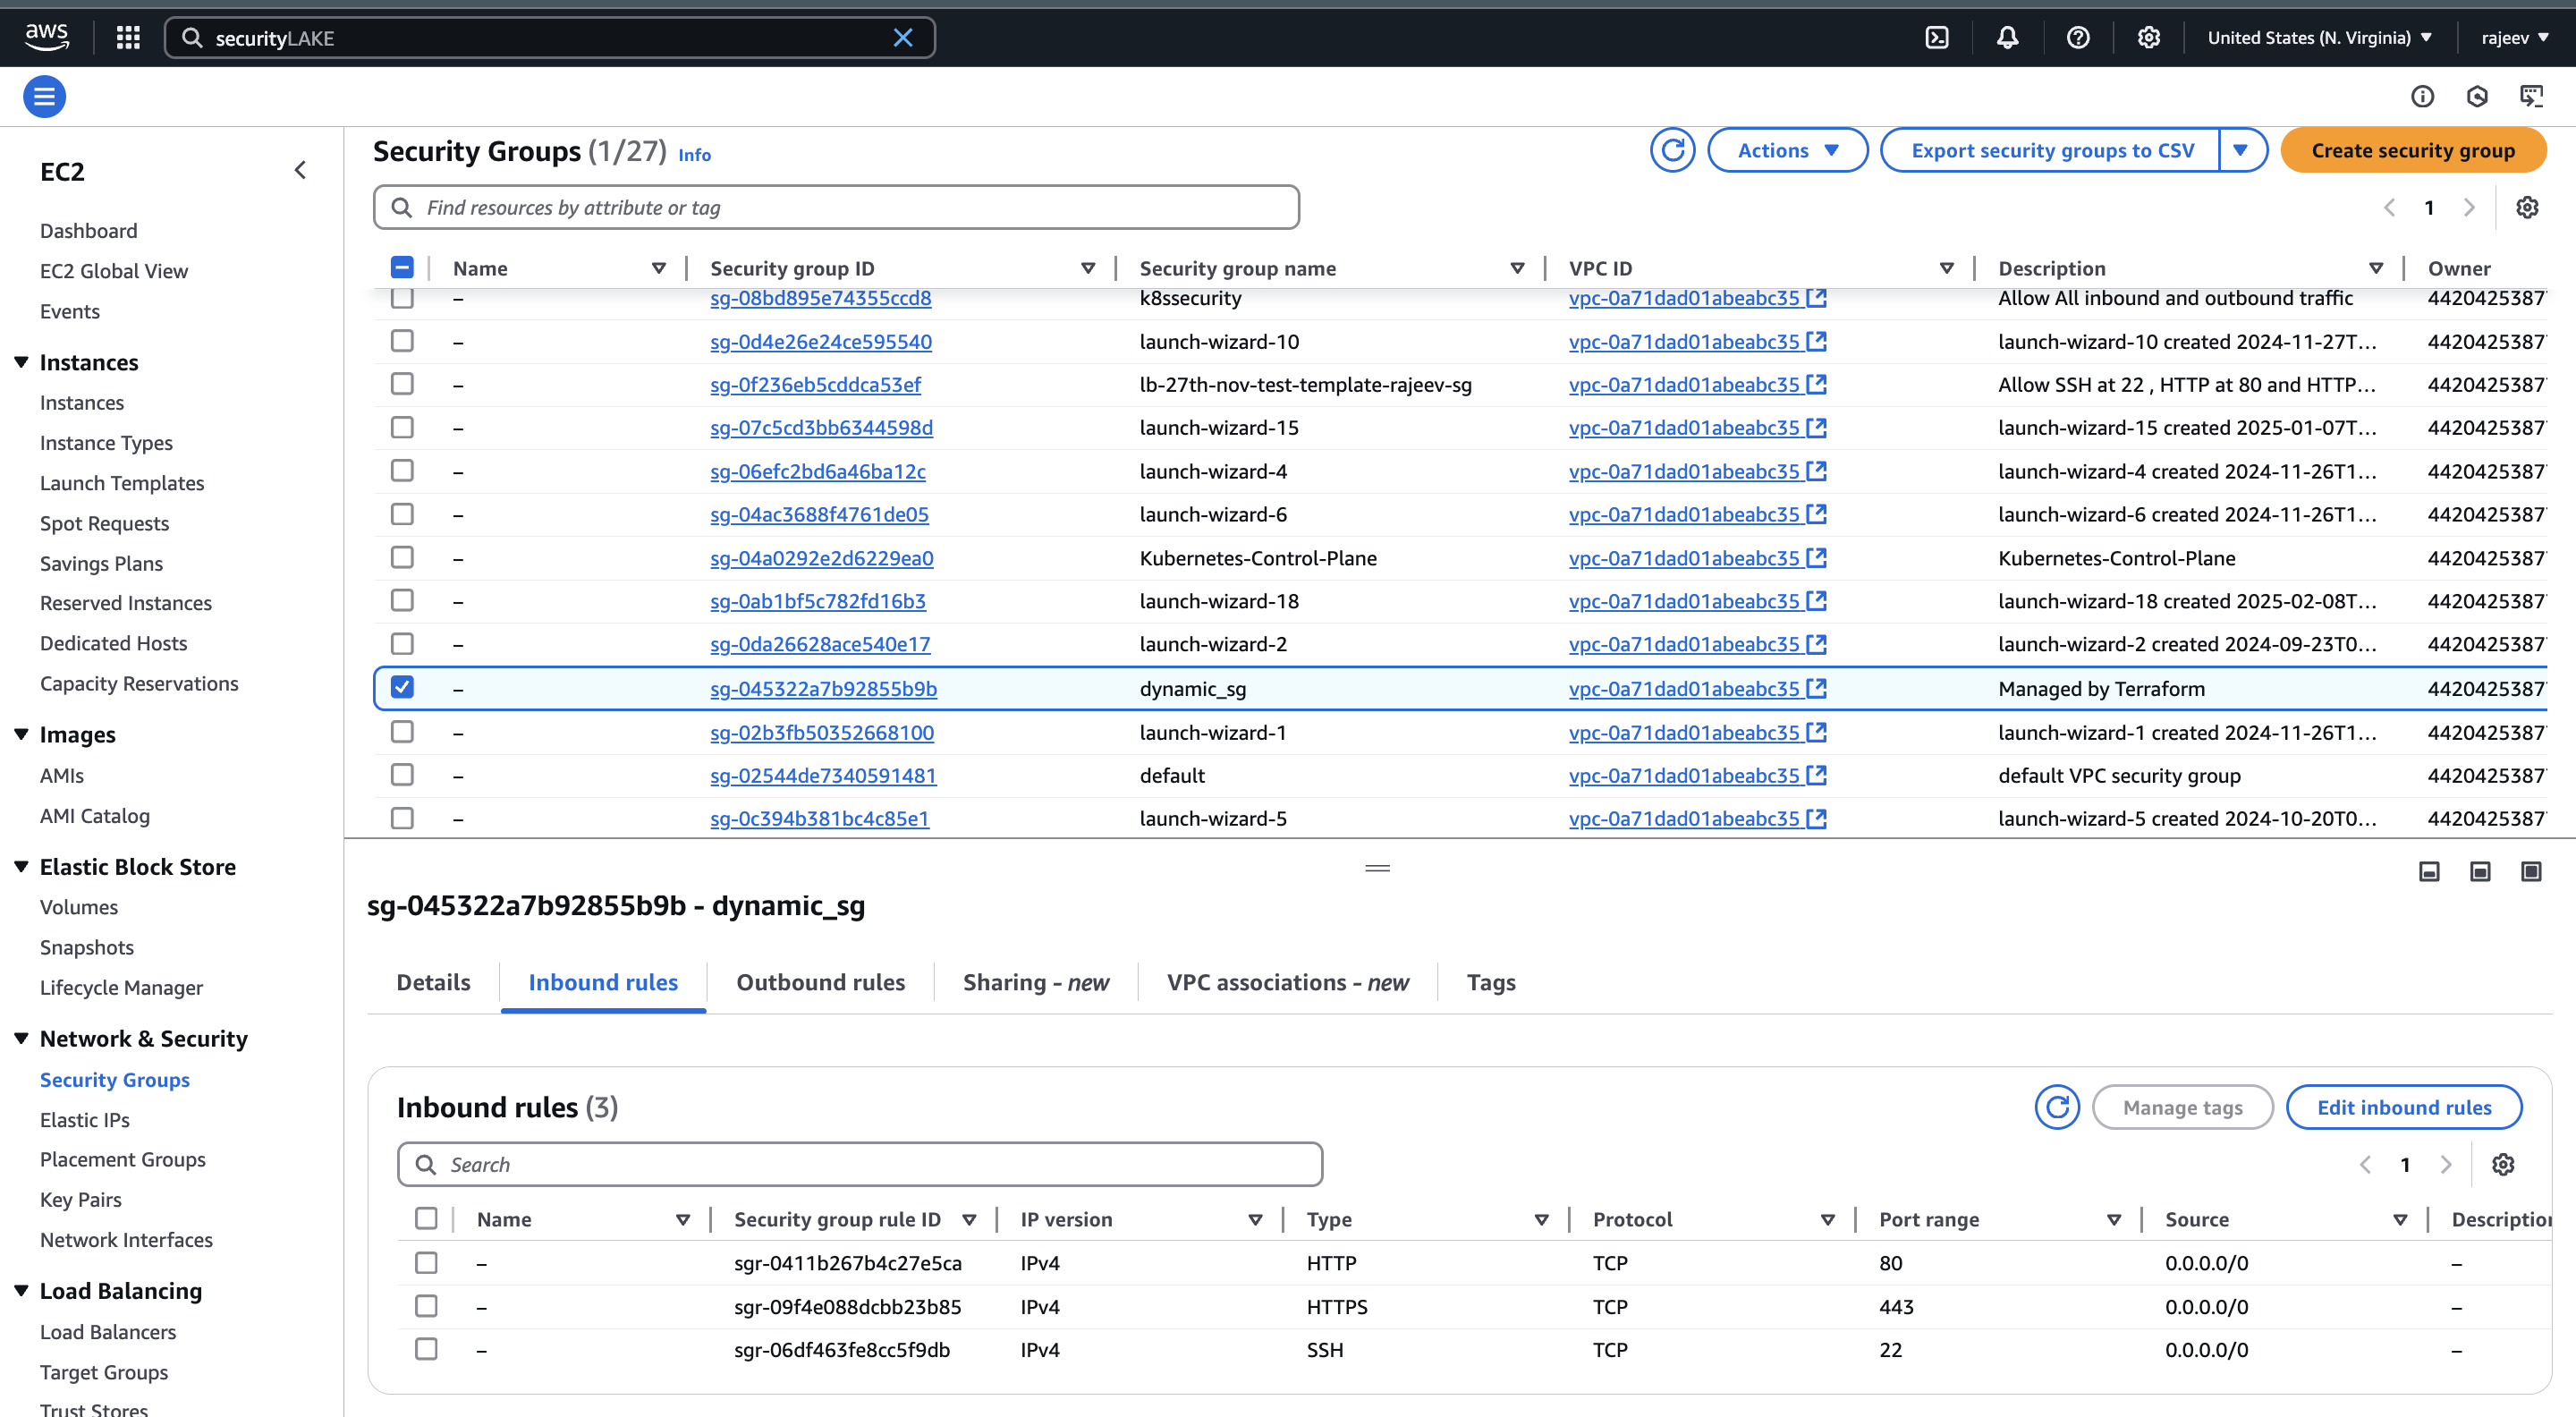 aws securityLAKE United States (N. Virginia) rajeev
EC2
Dashboard
EC2 Global View
Events
Instances
Instances
Instance Types
Launch Templates
Spot Requests
Savings Plans
Reserved Instances
Dedicated Hosts
Capacity Reservations
Images
AMIs
AMI Catalog
Elastic Block Store
Volumes
Snapshots
Lifecycle Manager
Network & Security
Security Groups
Elastic IPs
Placement Groups
Key Pairs
Network Interfaces
Load Balancing
Load Balancers
Target Groups
Trust Stores
Security Groups (1/27) Info Actions Export security groups to CSV Create security group
Find resources by attribute or tag 1
Name Security group ID Security group name VPC ID Description Owner
– sg-08bd895e74355ccd8 k8ssecurity vpc-0a71dad01abeabc35 Allow All inbound and outbound traffic 4420425387
– sg-0d4e26e24ce595540 launch-wizard-10 vpc-0a71dad01abeabc35 launch-wizard-10 created 2024-11-27T... 4420425387
– sg-0f236eb5cddca53ef lb-27th-nov-test-template-rajeev-sg vpc-0a71dad01abeabc35 Allow SSH at 22 , HTTP at 80 and HTTP... 4420425387
– sg-07c5cd3bb6344598d launch-wizard-15 vpc-0a71dad01abeabc35 launch-wizard-15 created 2025-01-07T... 4420425387
– sg-06efc2bd6a46ba12c launch-wizard-4 vpc-0a71dad01abeabc35 launch-wizard-4 created 2024-11-26T1... 4420425387
– sg-04ac3688f4761de05 launch-wizard-6 vpc-0a71dad01abeabc35 launch-wizard-6 created 2024-11-26T1... 4420425387
– sg-04a0292e2d6229ea0 Kubernetes-Control-Plane vpc-0a71dad01abeabc35 Kubernetes-Control-Plane 4420425387
– sg-0ab1bf5c782fd16b3 launch-wizard-18 vpc-0a71dad01abeabc35 launch-wizard-18 created 2025-02-08T... 4420425387
– sg-0da26628ace540e17 launch-wizard-2 vpc-0a71dad01abeabc35 launch-wizard-2 created 2024-09-23T0... 4420425387
– sg-045322a7b92855b9b dynamic_sg vpc-0a71dad01abeabc35 Managed by Terraform 4420425387
– sg-02b3fb50352668100 launch-wizard-1 vpc-0a71dad01abeabc35 launch-wizard-1 created 2024-11-26T1... 4420425387
– sg-02544de7340591481 default vpc-0a71dad01abeabc35 default VPC security group 4420425387
– sg-0c394b381bc4c85e1 launch-wizard-5 vpc-0a71dad01abeabc35 launch-wizard-5 created 2024-10-20T0... 4420425387
sg-045322a7b92855b9b - dynamic_sg
Details Inbound rules Outbound rules Sharing - new VPC associations - new Tags
Inbound rules (3) Manage tags Edit inbound rules
Search 1
Name Security group rule ID IP version Type Protocol Port range Source Description
– sgr-0411b267b4c27e5ca IPv4 HTTP TCP 80 0.0.0.0/0 –
– sgr-09f4e088dcbb23b85 IPv4 HTTPS TCP 443 0.0.0.0/0 –
– sgr-06df463fe8cc5f9db IPv4 SSH TCP 22 0.0.0.0/0 –